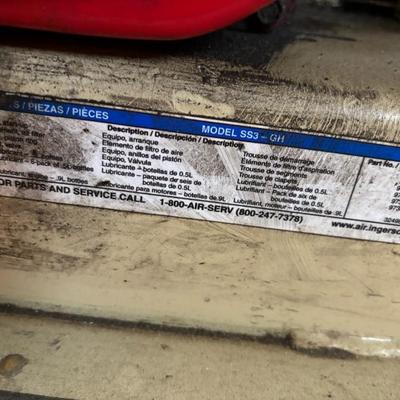 / PIEZAS / PIÈCES MODEL SS3 - GH
Description / Descripción / Description Part No. /
Equipo, arranque Trousse de démarrage
Elemento de filtro de aire Éléments de filtre d'aspiration
Equipo, anillos del pistón Trousse de segments
Equipo, Válvula Trousse de clapets
Lubricante - botellas de 0.5L Lubrifiant - bouteilles de 0.5L
Lubricante - paquete de seis de botellas de 0.5L Lubrifiant - pack de six de bouteilles de 0.5L
bottles Lubricante para motores - botellas de .9L Lubrifiant, moteur - bouteilles de .9L
OR PARTS AND SERVICE CALL 1-800-AIR-SERV (800-247-7378) www.air.ingerso